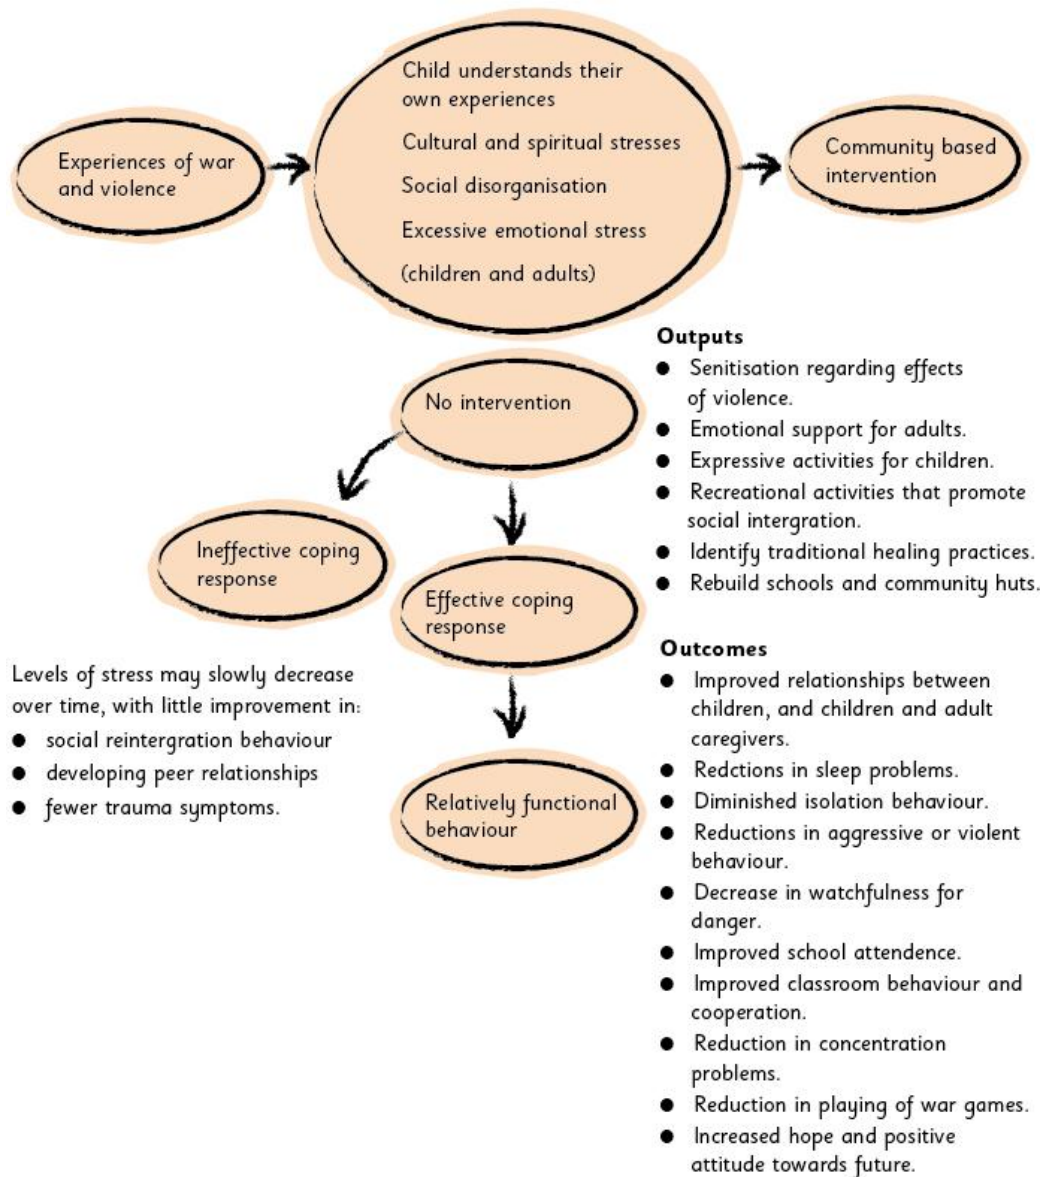 Experiences of war
and violence
Child understands their
own experiences
Cultural and spiritual stresses
Social disorganisation
Excessive emotional stress
(children and adults)
Community based
intervention
No intervention
Ineffective coping
response
Effective coping
response
Relatively functional
behaviour
Levels of stress may slowly decrease
over time, with little improvement in:
● social reintergration behaviour
● developing peer relationships
● fewer trauma symptoms.
Outputs
● Senitisation regarding effects
of violence.
● Emotional support for adults.
● Expressive activities for children.
● Recreational activities that promote
social intergration.
● Identify traditional healing practices.
● Rebuild schools and community huts.
Outcomes
● Improved relationships between
children, and children and adult
caregivers.
● Redctions in sleep problems.
● Diminished isolation behaviour.
● Reductions in aggressive or violent
behaviour.
● Decrease in watchfulness for
danger.
● Improved school attendence.
● Improved classroom behaviour and
cooperation.
● Reduction in concentration
problems.
● Reduction in playing of war games.
● Increased hope and positive
attitude towards future.